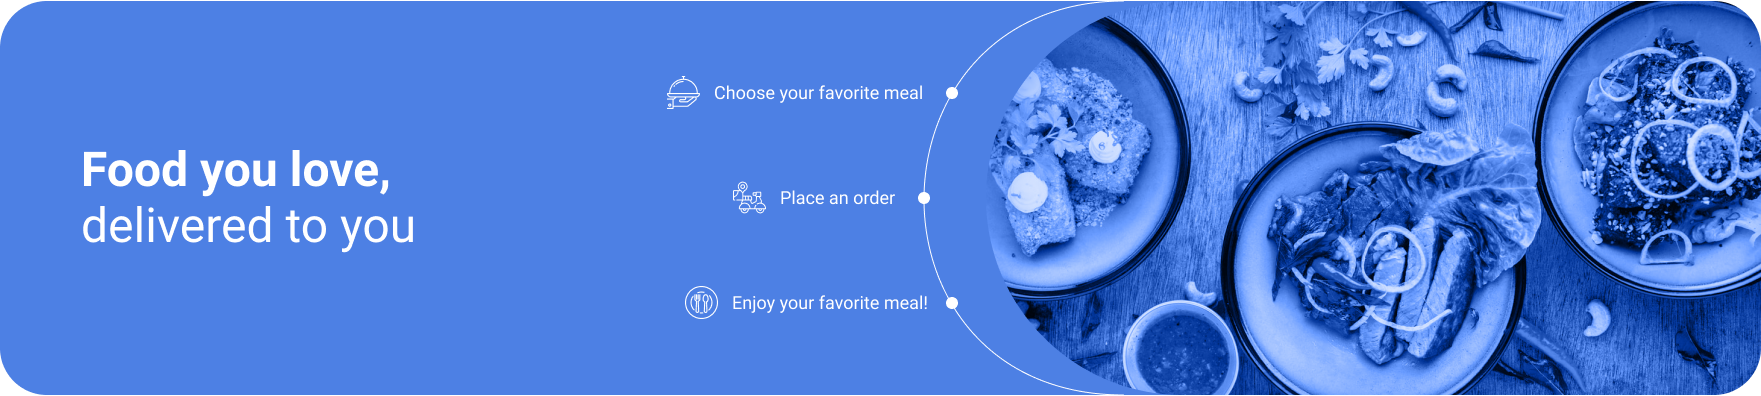 Food you love,
delivered to you
Choose your favorite meal
Place an order
Enjoy your favorite meal!